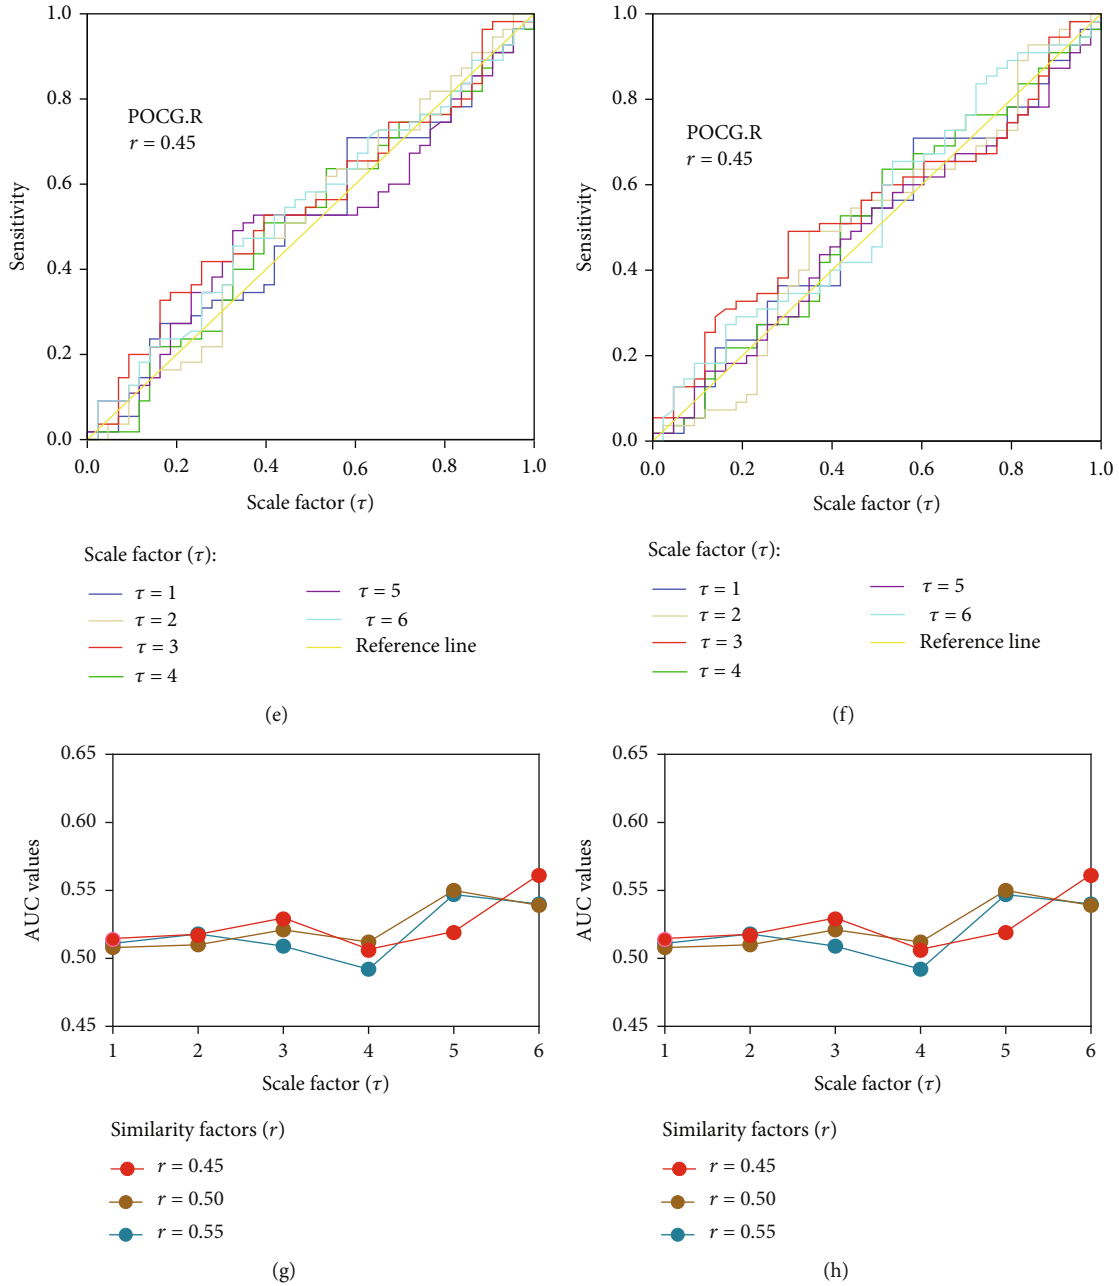 1.0
0.8
0.6
0.4
0.2
0.0
Sensitivity
POCG.R
r = 0.45
0.0 0.2 0.4 0.6 0.8 1.0
Scale factor (τ)
Scale factor (τ):
τ = 1
τ = 2
τ = 3
τ = 4
τ = 5
τ = 6
Reference line
(e)
1.0
0.8
0.6
0.4
0.2
0.0
Sensitivity
POCG.R
r = 0.45
0.0 0.2 0.4 0.6 0.8 1.0
Scale factor (τ)
Scale factor (τ):
τ = 1
τ = 2
τ = 3
τ = 4
τ = 5
τ = 6
Reference line
(f)
0.65
0.60
0.55
0.50
0.45
AUC values
1 2 3 4 5 6
Scale factor (τ)
Similarity factors (r)
r = 0.45
r = 0.50
r = 0.55
(g)
0.65
0.60
0.55
0.50
0.45
AUC values
1 2 3 4 5 6
Scale factor (τ)
Similarity factors (r)
r = 0.45
r = 0.50
r = 0.55
(h)